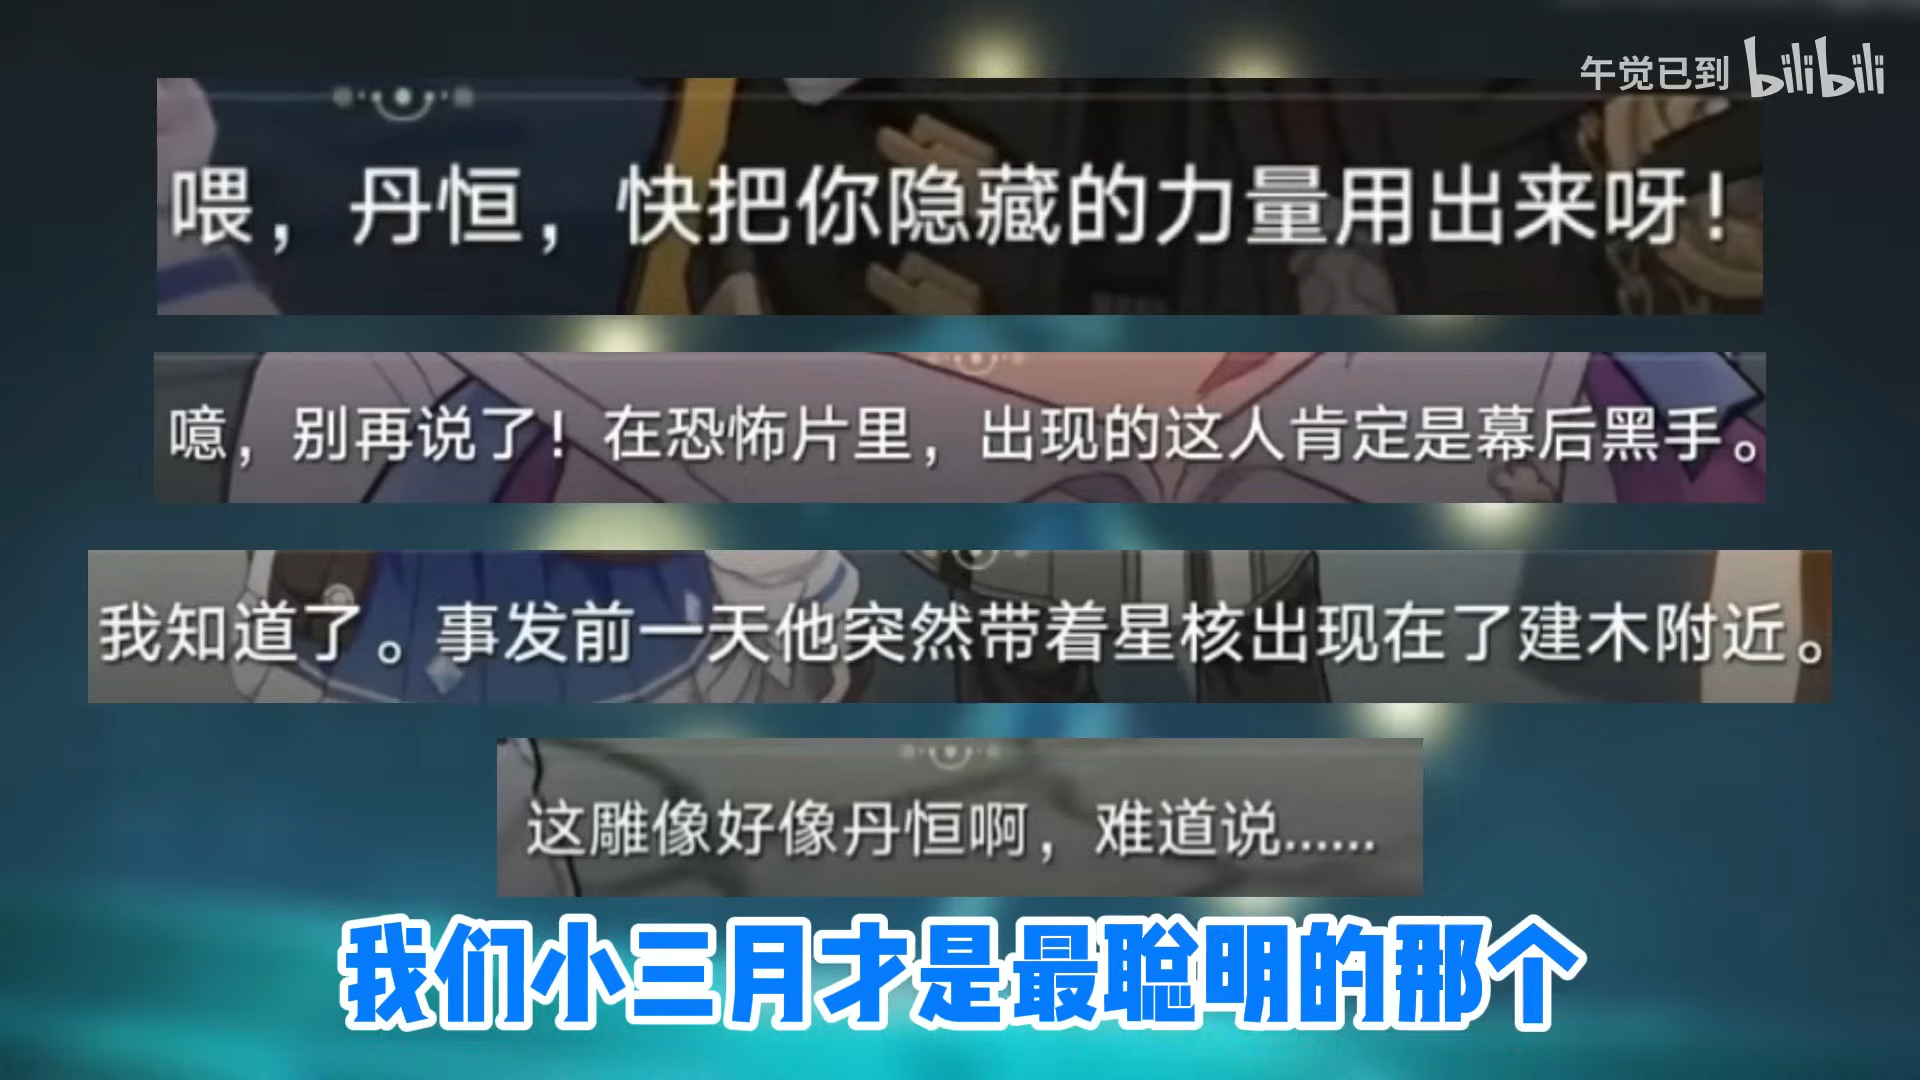 午觉已到 bilibili
喂，丹恒，快把你隐藏的力量用出来呀！
噫，别再说了！在恐怖片里，出现的这人肯定是幕后黑手。
我知道了。事发前一天他突然带着星核出现在了建木附近。
这雕像好像丹恒啊，难道说......
我们小三月才是最聪明的那个